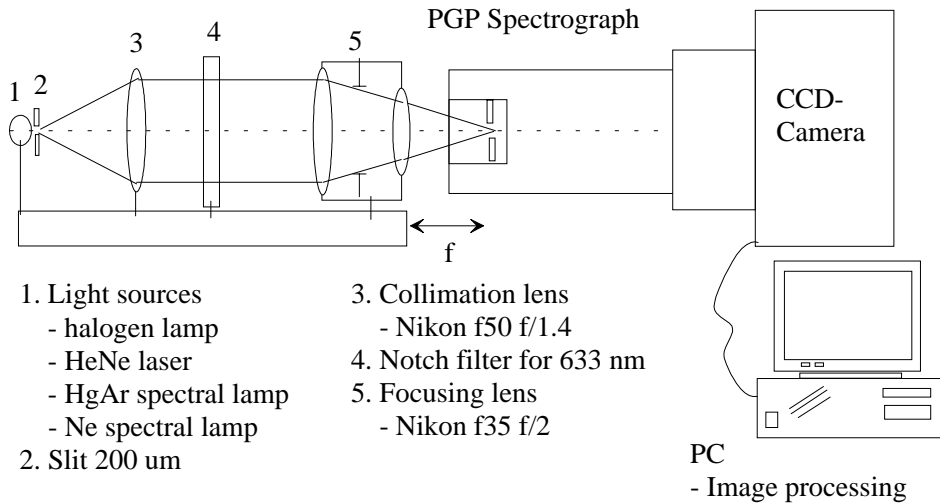 PGP Spectrograph
1
2
3
4
5
CCD-
Camera
f
1. Light sources
- halogen lamp
- HeNe laser
- HgAr spectral lamp
- Ne spectral lamp
2. Slit 200 um
3. Collimation lens
- Nikon f50 f/1.4
4. Notch filter for 633 nm
5. Focusing lens
- Nikon f35 f/2
PC
- Image processing